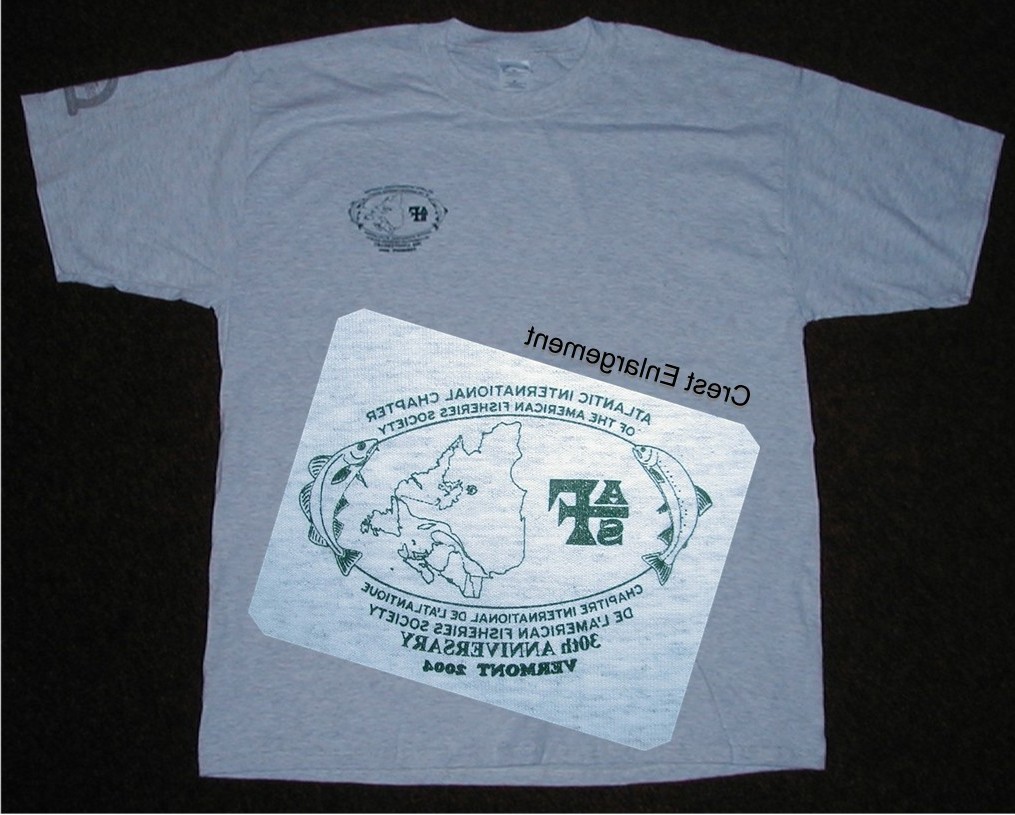 Crest Enlargement
ATLANTIC INTERNATIONAL CHAPTER
OF THE AMERICAN FISHERIES SOCIETY
AFS
CHAPITRE INTERNATIONAL DE L'ATLANTIQUE
DE L'AMERICAN FISHERIES SOCIETY
30th ANNIVERSARY
VERMONT 2004